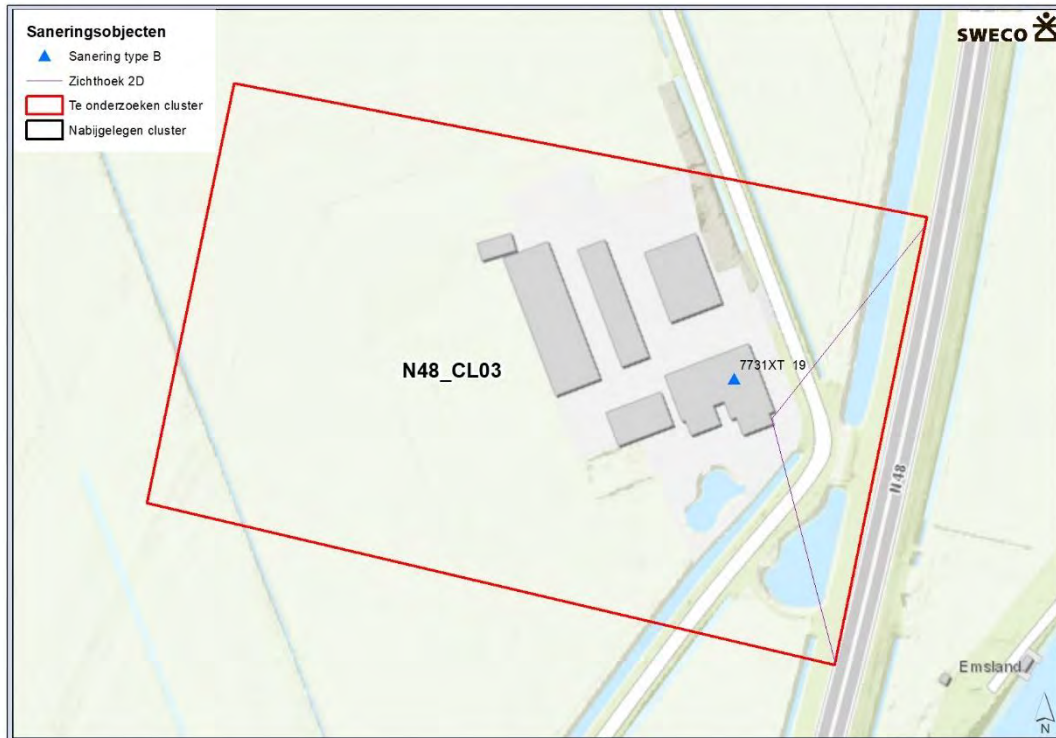 Saneringsobjecten
Sanering type B
Zichthoek 2D
Te onderzoeken cluster
Nabijgelegen cluster
SWECO
7731XT 19
N48_CL03
N48
Emsland
N